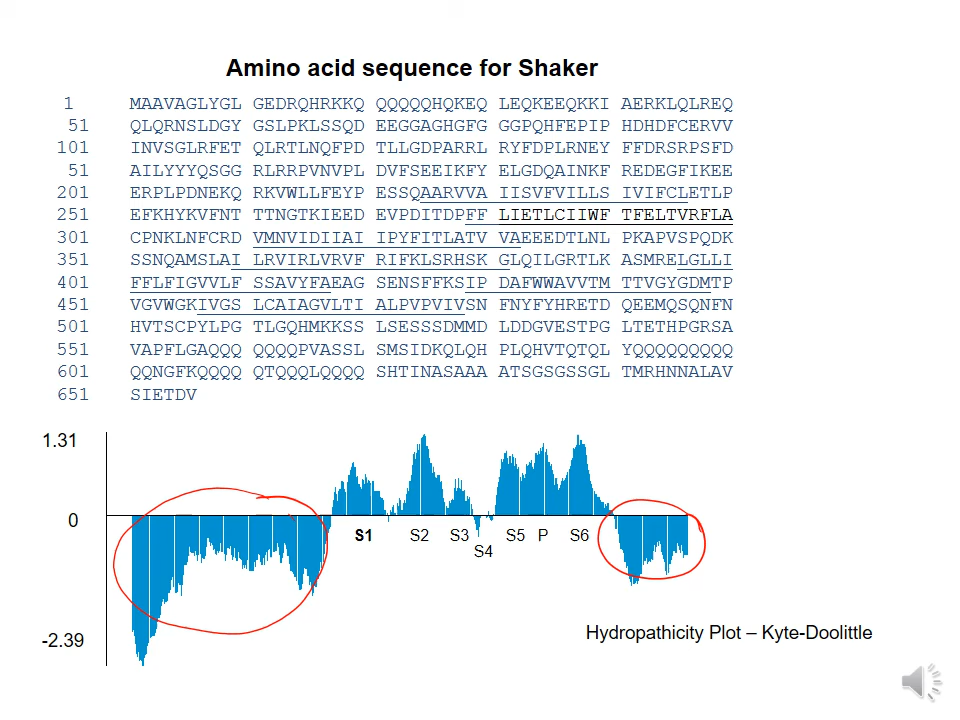 Amino acid sequence for Shaker
1 MAAVAGLYGL GEDRQHRKKQ QQQQQHQKEQ LEQKEEQKKI AERKLQLREQ
51 QLQRNSLDGY GSLPKLSSQD EEGGAGHGFG GGPQHFEPIP HDHDFCERVV
101 INVSGLRFET QLRTLNQFPD TLLGDPARRL RYFDPLRNEY FFDRSRPSFD
51 AILYYYQSGG RLRRPVNVPL DVFSEEIKFY ELGDQAINKF REDEGFIKEE
201 ERPLPDNEKQ RKVWLLFEYP ESSQAARVVA IISVFVILLS IVIFCLETLP
251 EFKHYKVFNT TTNGTKIEED EVPDITDPFF LIETLCIIWF TFELTVRFLA
301 CPNKLNFCRD VMNVIDIIAI IPYFITLATVV VAEEEDTLNL PKAPVSPQDK
351 SSNQAMSLAI LRVIRLVRVF RIFKLSRHSK GLQILGRTLK ASMRELGLLI
401 FFLFIGVVLF SSAVYFAEAG SENSFFKSIP DAFWWAVVTM TTVGYGDMTP
451 VGVWGKIVGS LCAIAGVLTI ALPVPVIVSN FNYFYHRETD QEEMQSQNFN
501 HVTSCPYLPG TLGQHMKKSS LSESSSDMMD LDDGVESTPG LTETHPGRSA
551 VAPFLGAQQQ QQQQPVASSL SMSIDKQLQH PLQHVTQTQL YQQQQQQQQQ
601 QQNGFKQQQQ QTQQQLQQQQ SHTINASAAA ATSGSGSSGL TMRHNNALAV
651 SIETDV
1.31
0
-2.39
S1 S2 S3 S4 S5 P S6
Hydropathicity Plot – Kyte-Doolittle